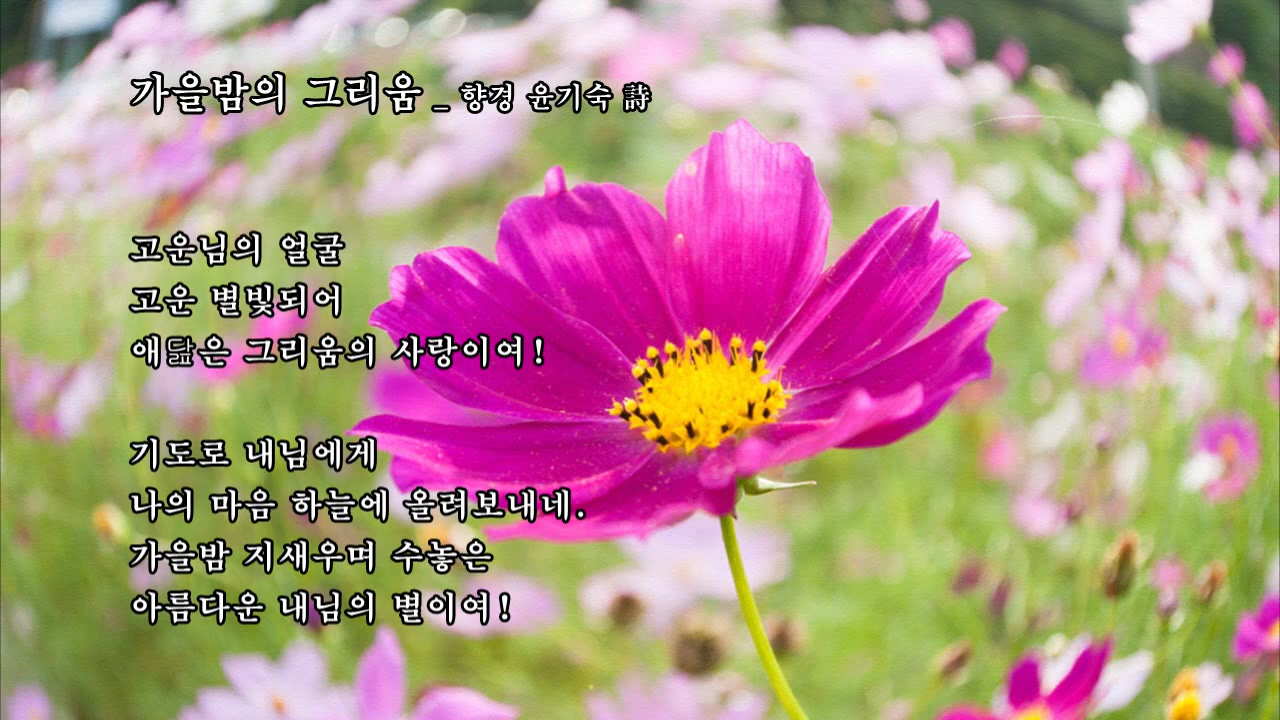 가을밤의 그리움 _ 향경 윤기숙 詩
고운님의 얼굴
고운 별빛되어
애닲은 그리움의 사랑이여!
기도로 내님에게
나의 마음 하늘에 올려보내네.
가을밤 지새우며 수놓은
아름다운 내님의 별이여!